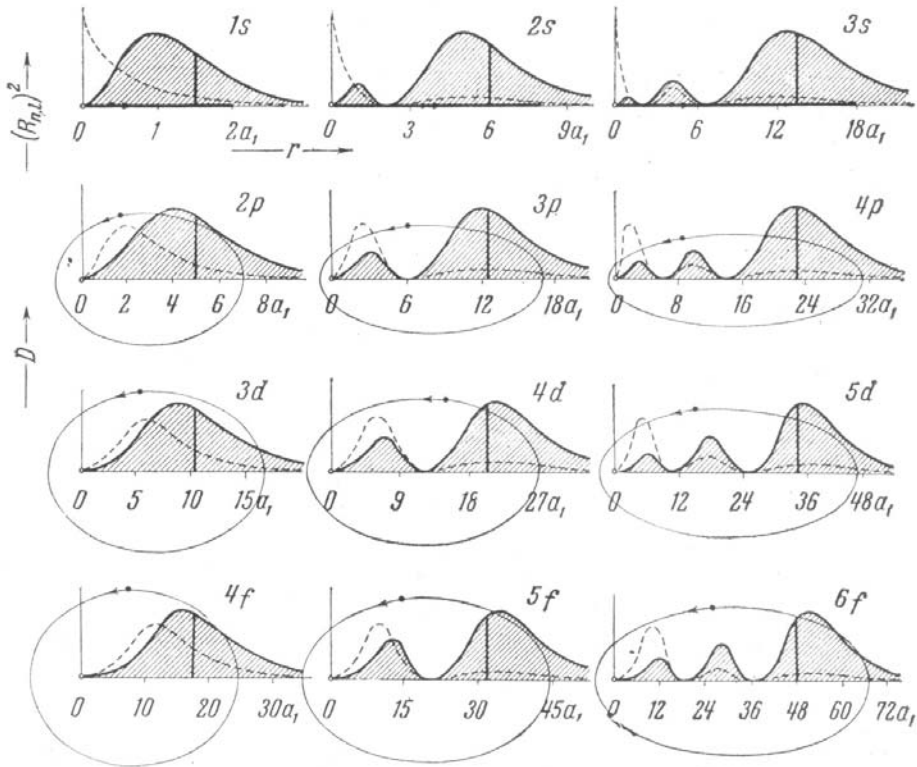 1s 2s 3s
(Rn,l)²
0 1 2a₁ 0 3 6 9a₁ 0 6 12 18a₁
r
2p 3p 4p
0 2 4 6 8a₁ 0 6 12 18a₁ 0 8 16 24 32a₁
D
3d 4d 5d
0 5 10 15a₁ 0 9 16 27a₁ 0 12 24 36 48a₁
4f 5f 6f
0 10 20 30a₁ 0 15 30 45a₁ 0 12 24 36 48 60 72a₁